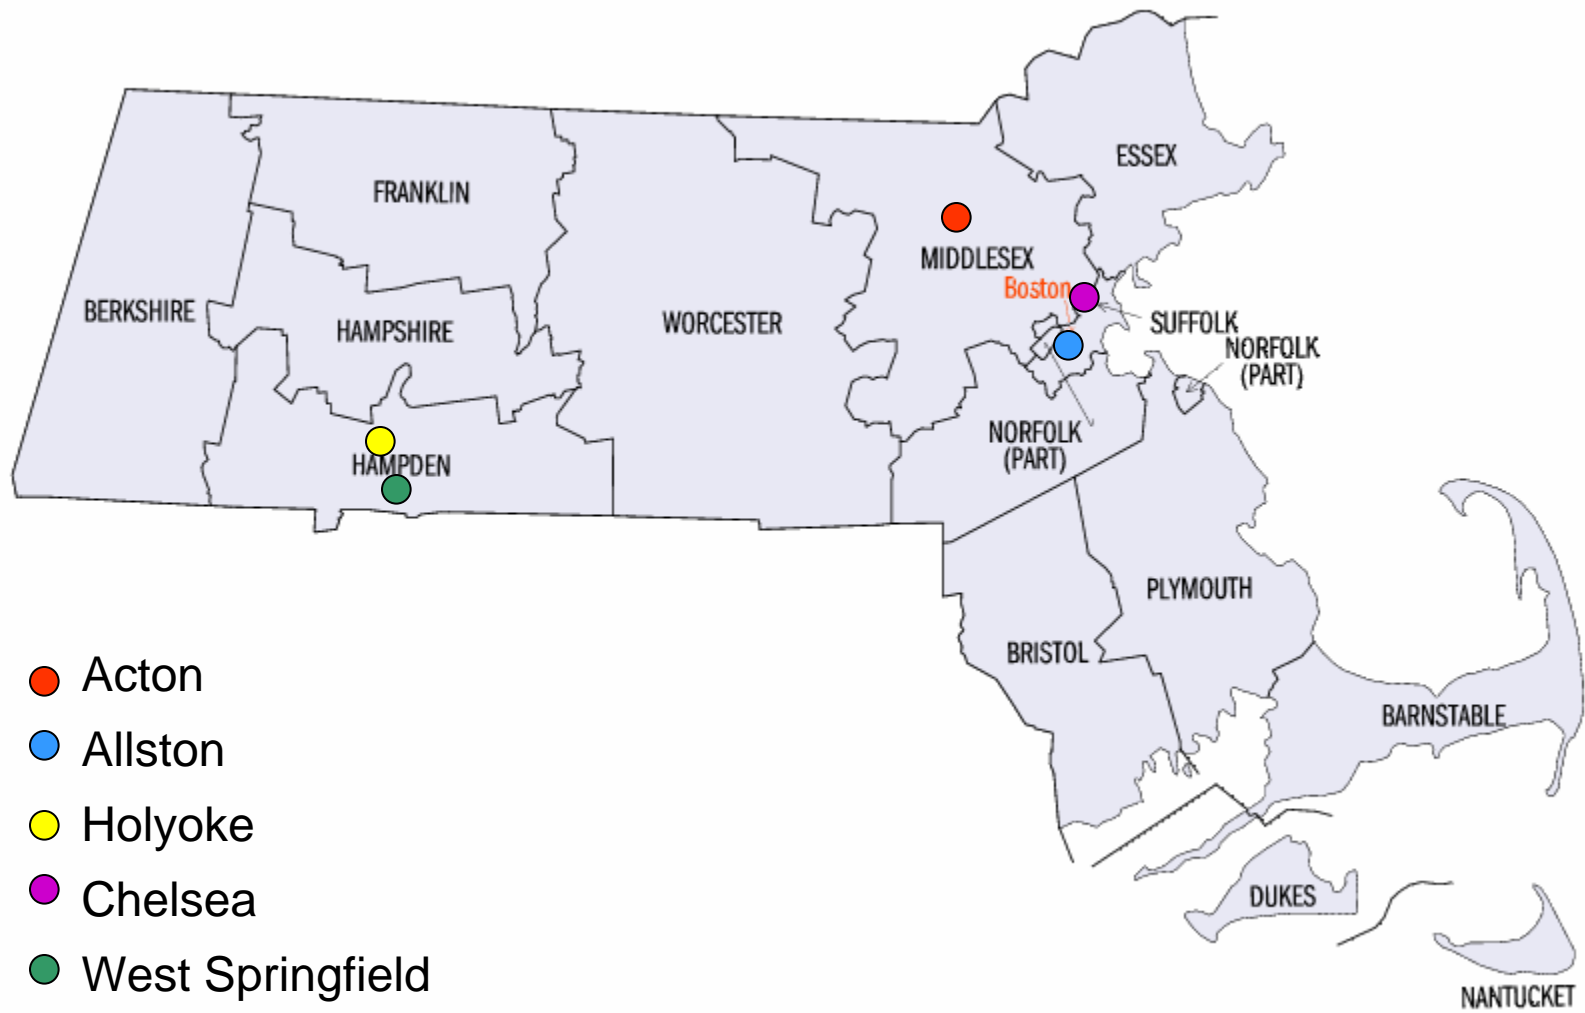 ESSEX
FRANKLIN
MIDDLESEX
Boston
BERKSHIRE
HAMPSHIRE
WORCESTER
SUFFOLK
NORFOLK
(PART)
NORFOLK
(PART)
HAMPDEN
PLYMOUTH
BRISTOL
BARNSTABLE
DUKES
NANTUCKET
Acton
Allston
Holyoke
Chelsea
West Springfield